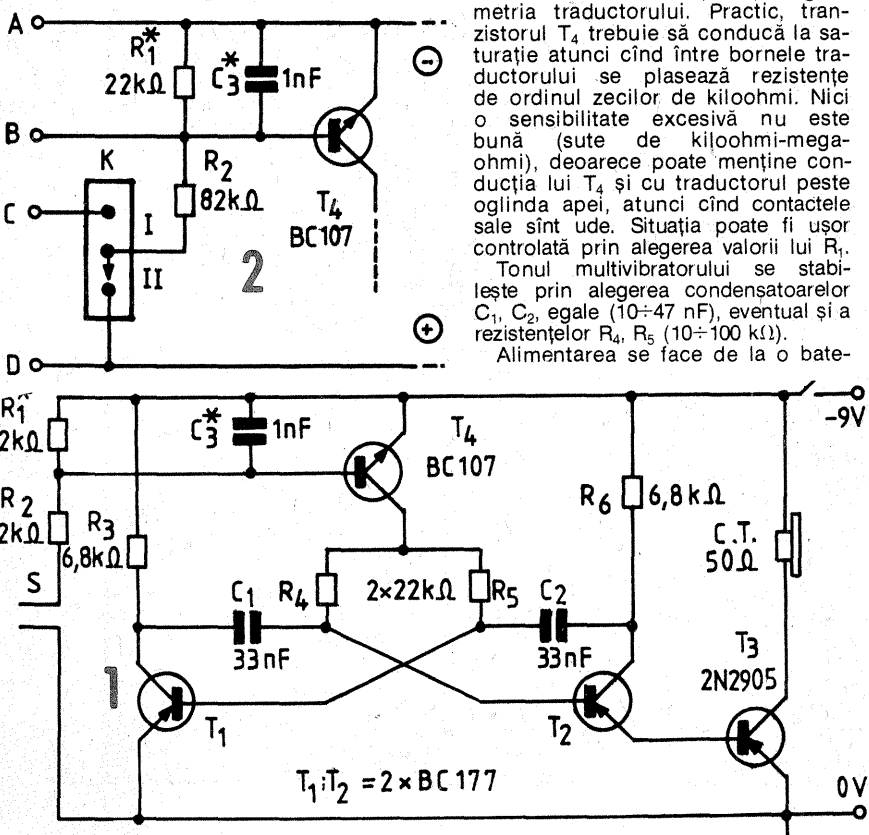 A
R₁*
22kΩ
C₃*
1nF
−
B
K
R₂
82kΩ
T₄
BC107
C
I
II
2
+
D
metria traductorului. Practic, tran-
zistorul T₄ trebuie să conducă la sa-
turație atunci cînd între bornele tra-
ductorului se plasează rezistențe
de ordinul zecilor de kiloohmi. Nici
o sensibilitate excesivă nu este
bună (sute de kiloohmi-mega-
ohmi), deoarece poate menține con-
ducția lui T₄ și cu traductorul peste
oglinda apei, atunci cînd contactele
sale sînt ude. Situația poate fi ușor
controlată prin alegerea valorii lui R₁.
Tonul multivibratorului se stabi-
lește prin alegerea condensatoarelor
C₁, C₂, egale (10÷47 nF), eventual și a
rezistențelor R₄, R₅ (10÷100 kΩ).
Alimentarea se face de la o bate-
R₁*
2kΩ
C₃*
1nF
T₄
BC107
-9V
R₂
2kΩ
R₃
6,8kΩ
R₆
6,8kΩ
C.T.
50Ω
S
C₁
33nF
R₄
2×22kΩ
R₅
C₂
33nF
1
T₁
T₂
T₃
2N2905
T₁;T₂ = 2×BC177
0V